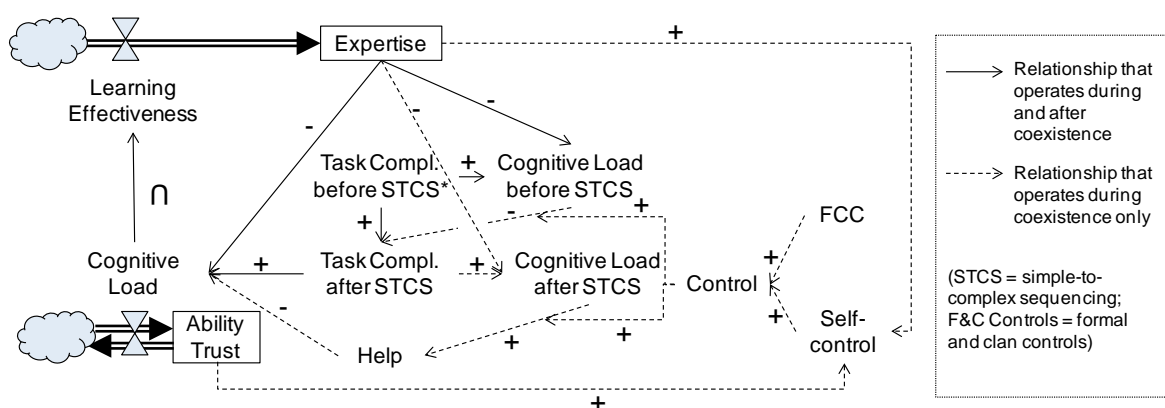 +
Expertise
Learning
Effectiveness
-
-
-
Task Compl.
before STCS*
+
Cognitive Load
before STCS
∩
+
-
+
FCC
Cognitive
Load
+
Task Compl.
after STCS
+
Cognitive Load
after STCS
Control
+
+
-
Ability
Trust
Help
+
+
Self-
control
+
Relationship that
operates during
and after
coexistence
Relationship that
operates during
coexistence only
(STCS = simple-to-
complex sequencing;
F&C Controls = formal
and clan controls)